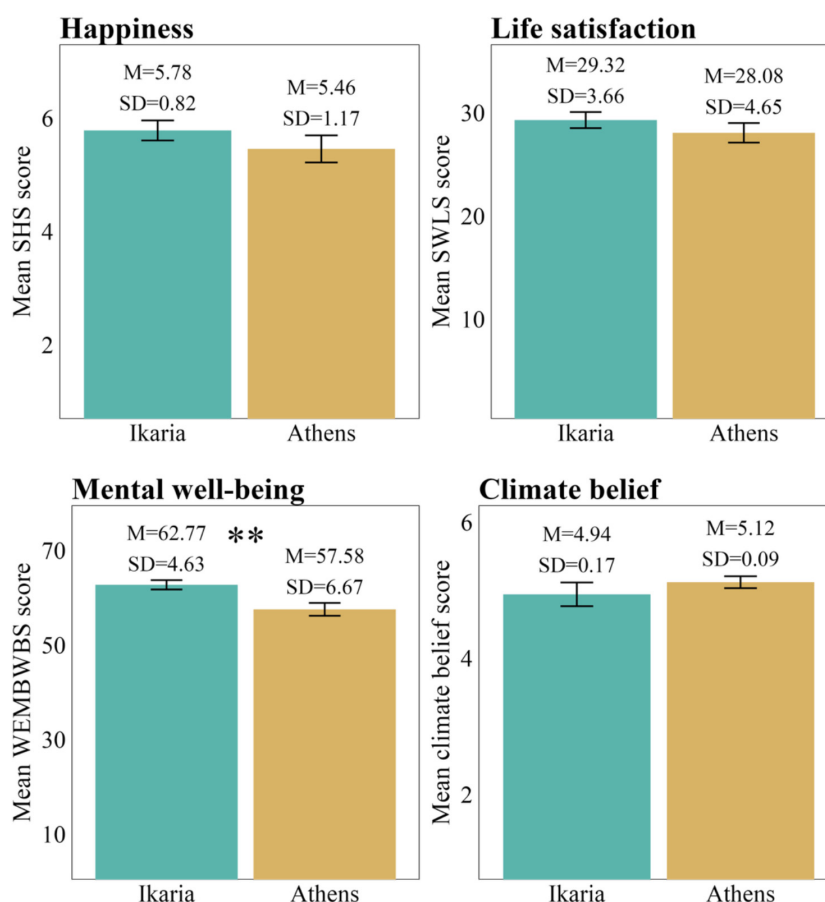 Happiness
M=5.78
SD=0.82
M=5.46
SD=1.17
Mean SHS score
6
4
2
Ikaria
Athens
Life satisfaction
M=29.32
SD=3.66
M=28.08
SD=4.65
Mean SWLS score
30
20
10
Ikaria
Athens
Mental well-being
M=62.77
SD=4.63
**
M=57.58
SD=6.67
Mean WEMBWBS score
70
50
30
10
Ikaria
Athens
Climate belief
M=4.94
SD=0.17
M=5.12
SD=0.09
Mean climate belief score
6
4
2
Ikaria
Athens